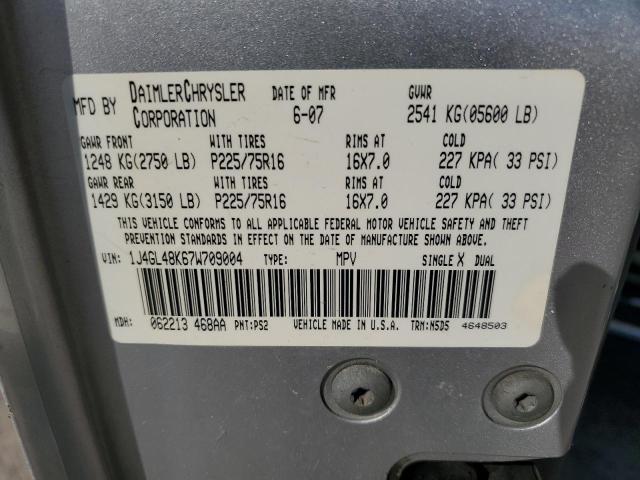 MFD BY DAIMLERCHRYSLER CORPORATION DATE OF MFR 6-07 GVWR 2541 KG(05600 LB)
GAWR FRONT WITH TIRES RIMS AT COLD
1248 KG(2750 LB) P225/75R16 16X7.0 227 KPA( 33 PSI)
GAWR REAR WITH TIRES RIMS AT COLD
1429 KG(3150 LB) P225/75R16 16X7.0 227 KPA( 33 PSI)
THIS VEHICLE CONFORMS TO ALL APPLICABLE FEDERAL MOTOR VEHICLE SAFETY AND THEFT
PREVENTION STANDARDS IN EFFECT ON THE DATE OF MANUFACTURE SHOWN ABOVE.
VIN: 1J4GL48K67W709004 TYPE: MPV SINGLE X DUAL
MDH: 062213 468AA PNT:PS2 VEHICLE MADE IN U.S.A. TRM:N5D5 4648503